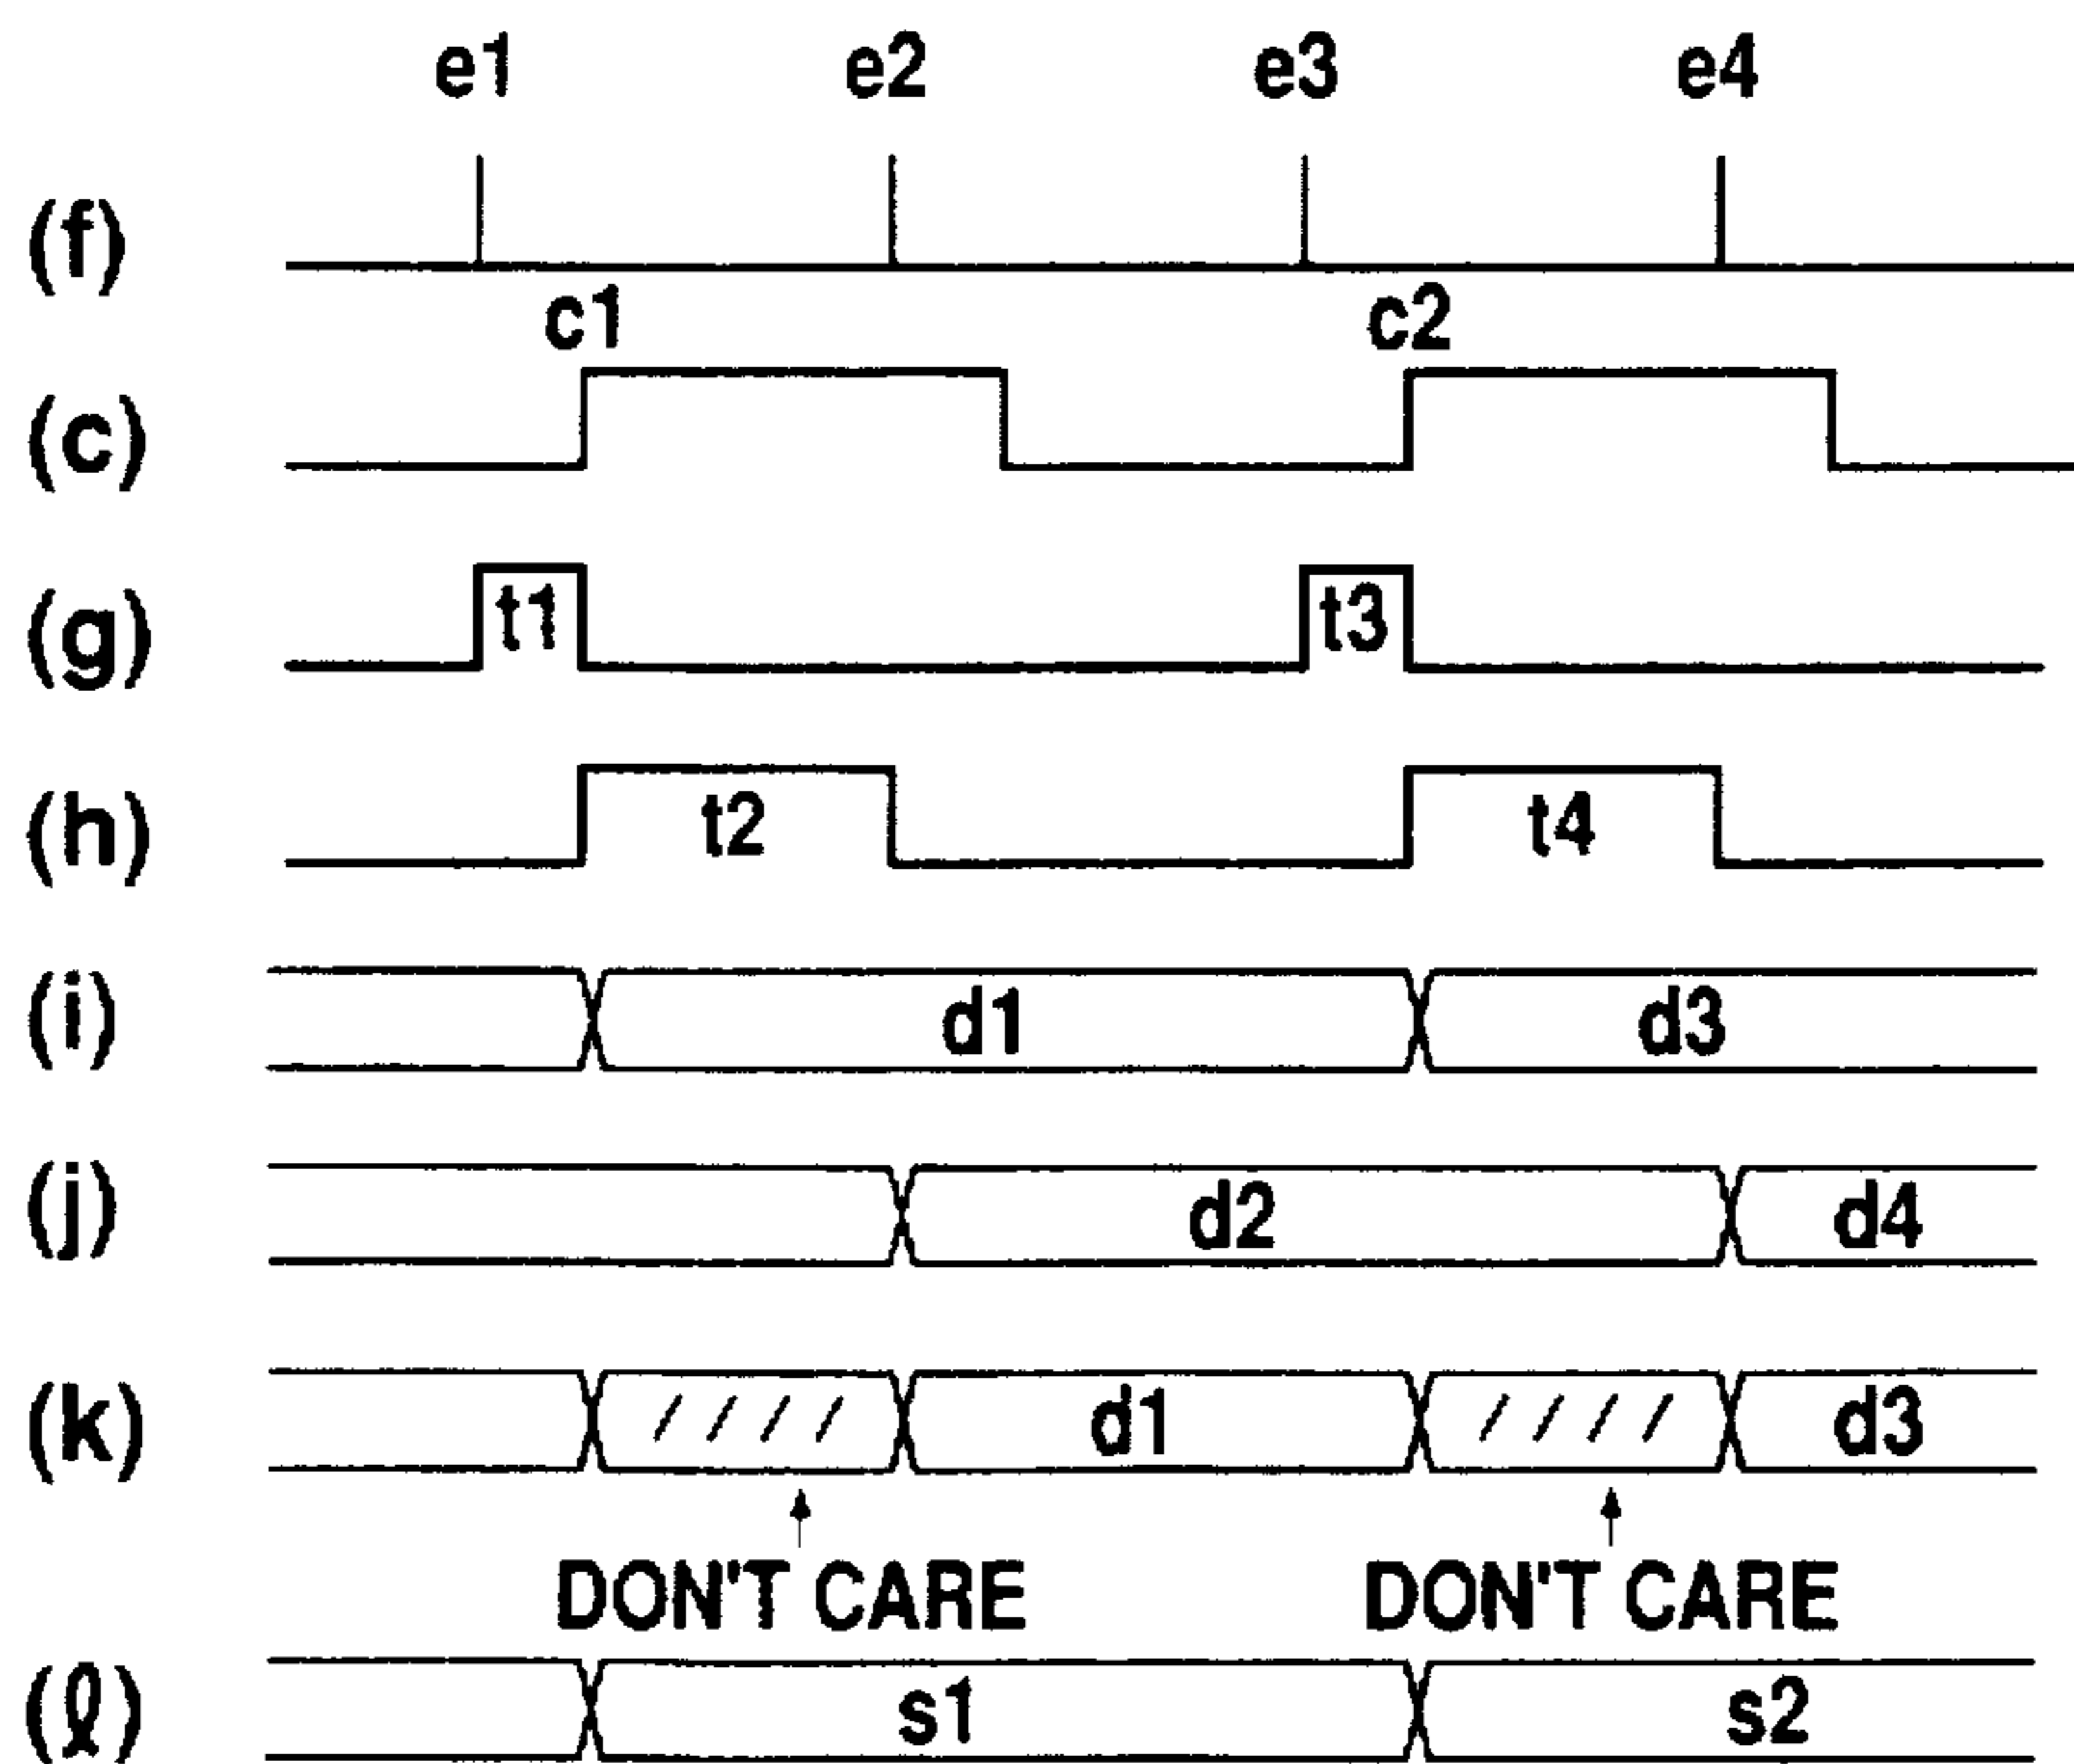 e1 e2 e3 e4
(f)
c1 c2
(c)
(g) t1 t3
(h) t2 t4
(i) d1 d3
(j) d2 d4
(k) d1 d3
DON'T CARE DON'T CARE
(ℓ) s1 s2